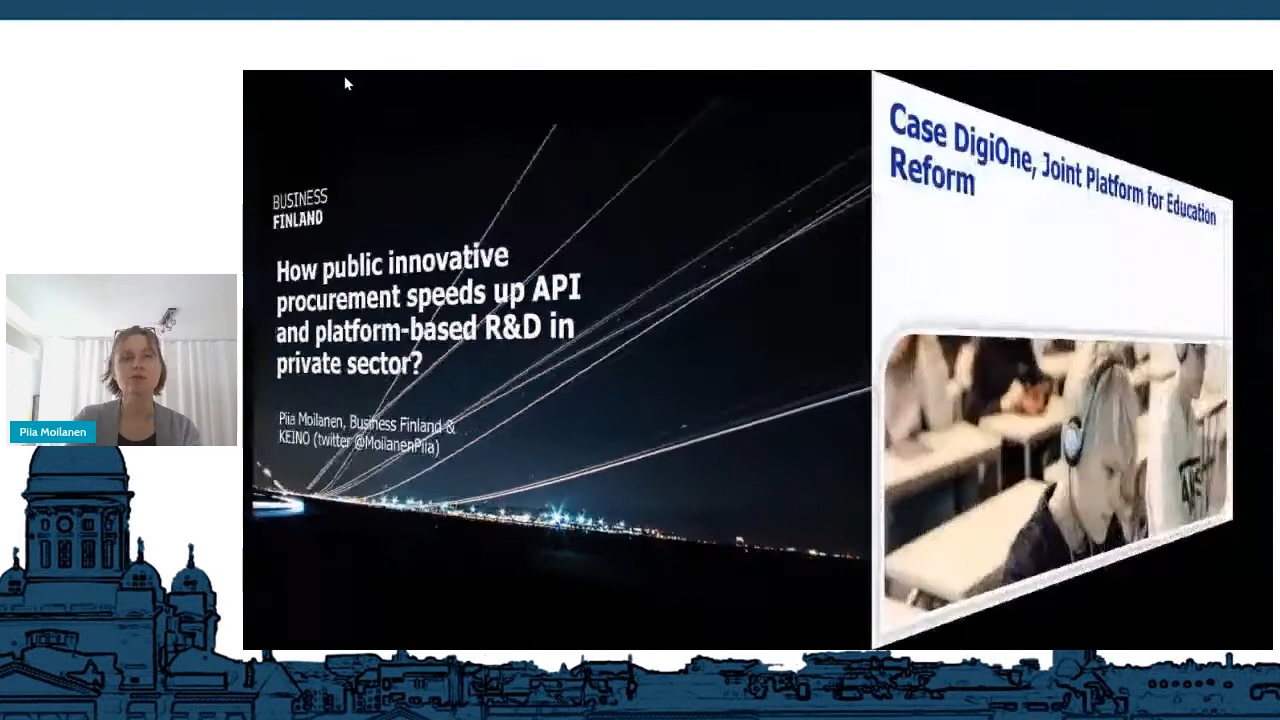 BUSINESS
FINLAND
How public innovative
procurement speeds up API
and platform-based R&D in
private sector?
Piia Moilanen, Business Finland &
KEINO (twitter @MoilanenPiia)
Case DigiOne, Joint Platform for Education
Reform
Piia Moilanen